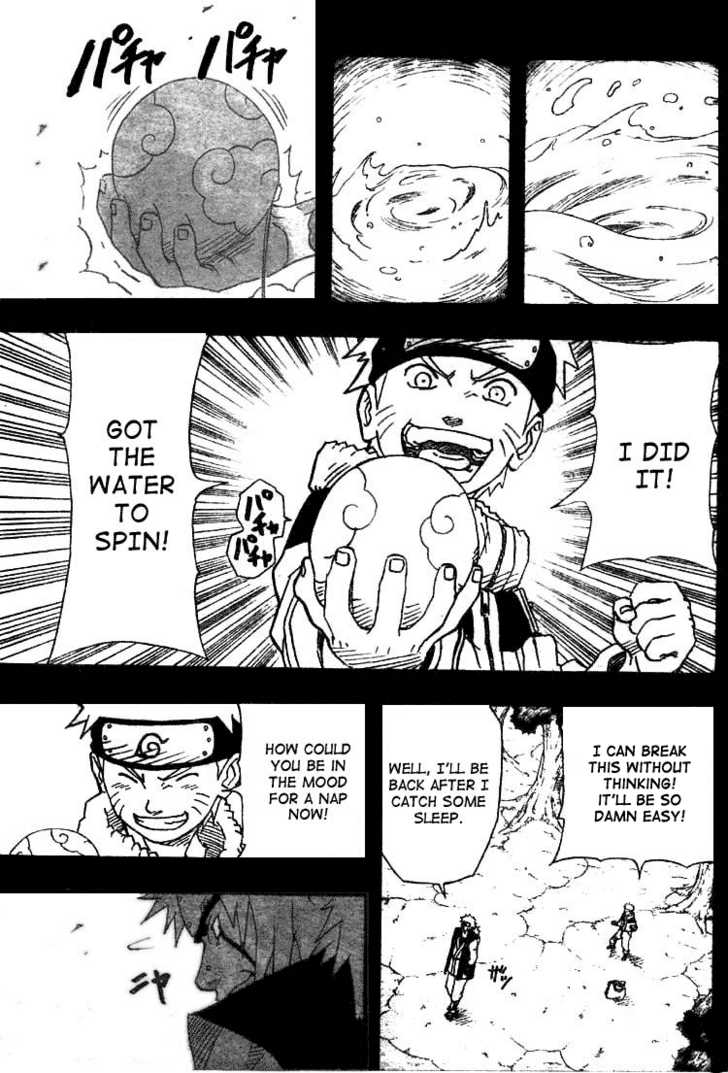 パチャ パチャ
I DID
IT!
GOT
THE
WATER
TO
SPIN!
パチャ
パチャ
I CAN BREAK
THIS WITHOUT
THINKING!
IT'LL BE SO
DAMN EASY!
WELL, I'LL BE
BACK AFTER I
CATCH SOME
SLEEP.
ザッ
HOW COULD
YOU BE IN
THE MOOD
FOR A NAP
NOW!
ニヤ